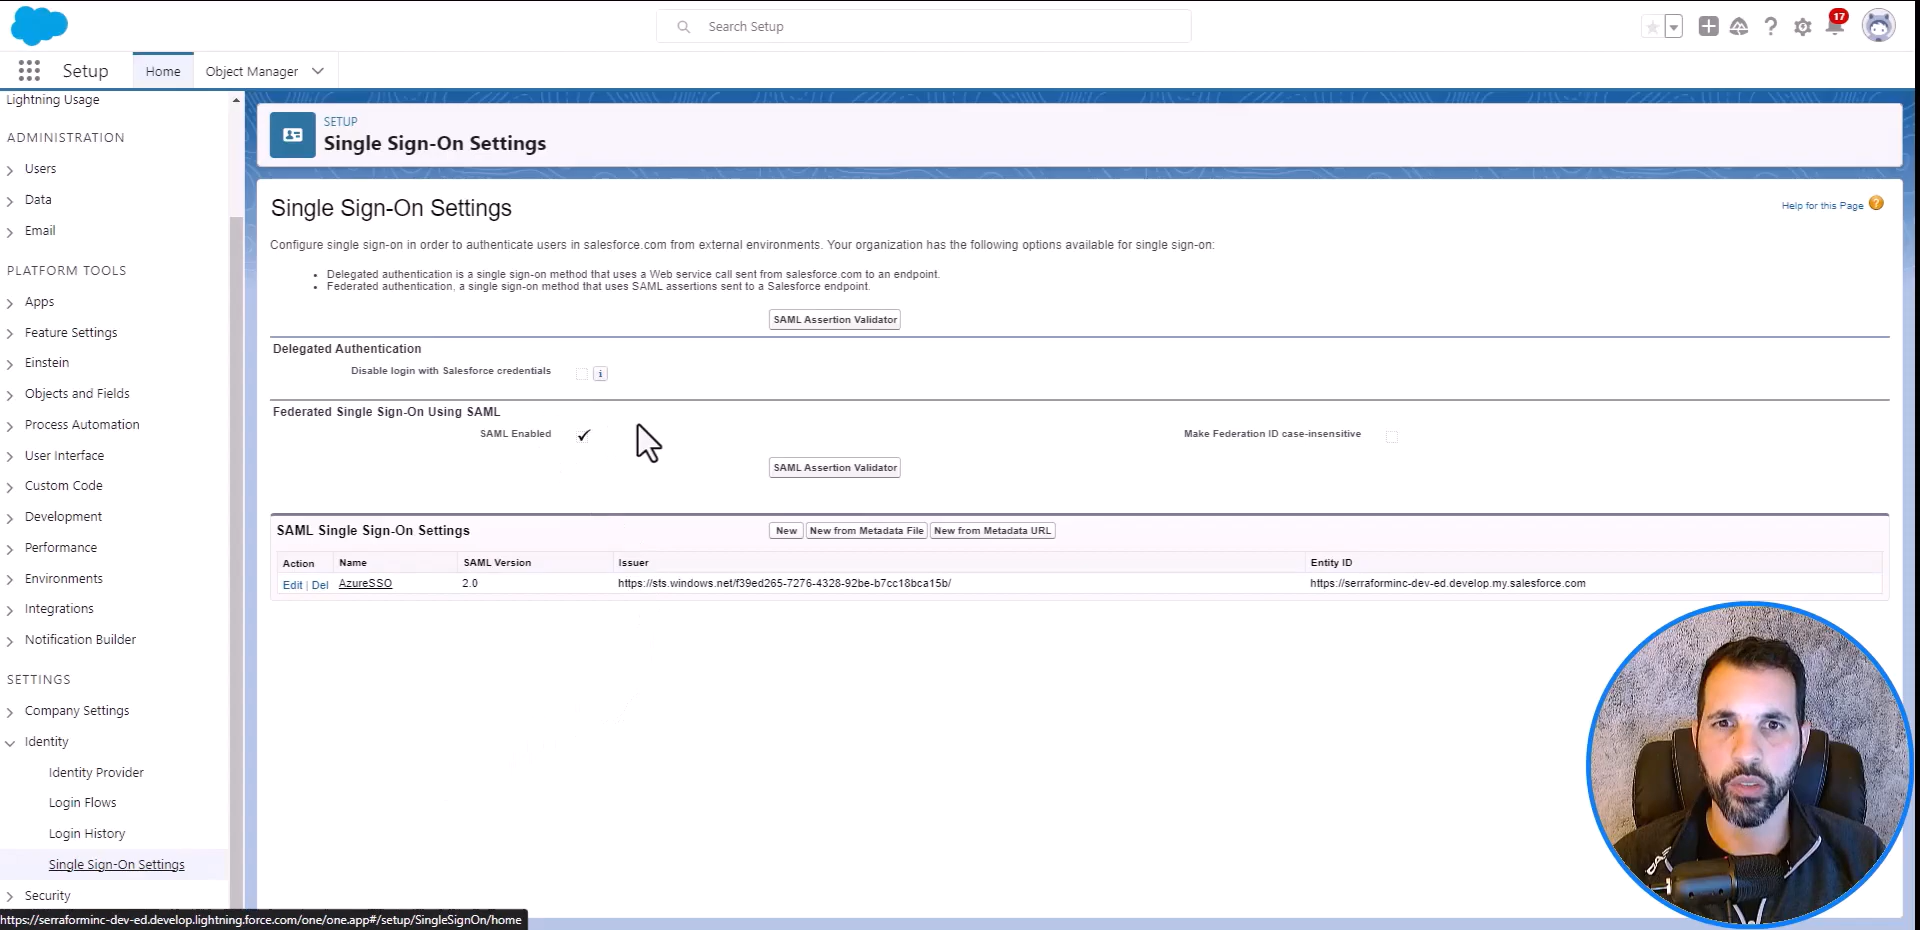 Search Setup
17
Setup
Home
Object Manager
Lightning Usage
ADMINISTRATION
Users
Data
Email
PLATFORM TOOLS
Apps
Feature Settings
Einstein
Objects and Fields
Process Automation
User Interface
Custom Code
Development
Performance
Environments
Integrations
Notification Builder
SETTINGS
Company Settings
Identity
Identity Provider
Login Flows
Login History
Single Sign-On Settings
Security
https://serraforminc-dev-ed.develop.lightning.force.com/one/one.app#/setup/SingleSignOn/home
SETUP
Single Sign-On Settings
Single Sign-On Settings
Help for this Page ?
Configure single sign-on in order to authenticate users in salesforce.com from external environments. Your organization has the following options available for single sign-on:
• Delegated authentication is a single sign-on method that uses a Web service call sent from salesforce.com to an endpoint.
• Federated authentication, a single sign-on method that uses SAML assertions sent to a Salesforce endpoint.
SAML Assertion Validator
Delegated Authentication
Disable login with Salesforce credentials i
Federated Single Sign-On Using SAML
SAML Enabled ✓ Make Federation ID case-insensitive
SAML Assertion Validator
SAML Single Sign-On Settings New New from Metadata File New from Metadata URL
Action Name SAML Version Issuer Entity ID
Edit | Del AzureSSO 2.0 https://sts.windows.net/f39ed265-7276-4328-92be-b7cc18bca15b/ https://serraforminc-dev-ed.develop.my.salesforce.com